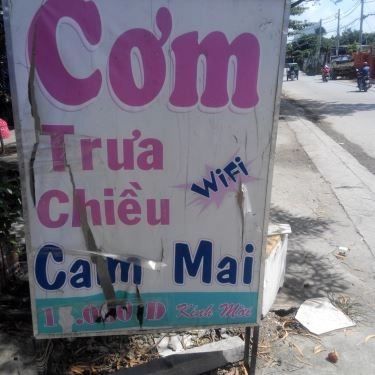 Cơm
Trưa
Chiều
WiFi
Cam Mai
Kính Mời